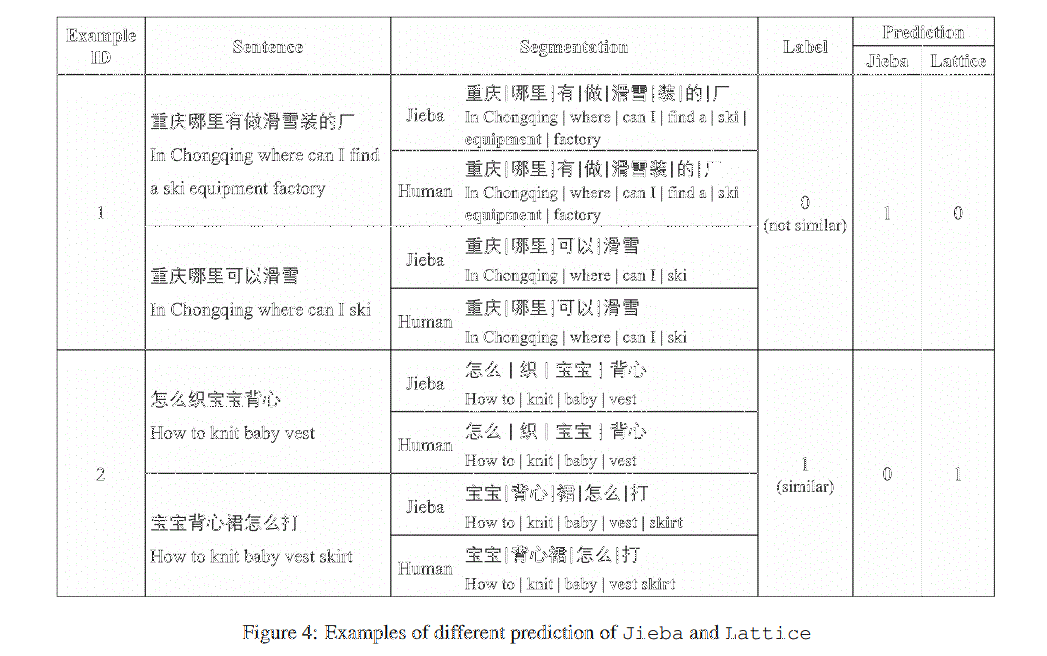 Example ID
Sentence
Segmentation
Label
Prediction
Jieba
Lattice
1
重庆哪里有做滑雪装的厂
In Chongqing where can I find
a ski equipment factory
Jieba
重庆|哪里|有|做|滑雪|装|的|厂
In Chongqing | where | can I | find a | ski |
equipment | factory
Human
重庆|哪里|有|做|滑雪装|的|厂
In Chongqing | where | can I | find a | ski
equipment | factory
重庆哪里可以滑雪
In Chongqing where can I ski
Jieba
重庆|哪里|可以|滑雪
In Chongqing | where | can I | ski
Human
重庆|哪里|可以|滑雪
In Chongqing | where | can I | ski
0
(not similar)
1
0
2
怎么织宝宝背心
How to knit baby vest
Jieba
怎么 | 织 | 宝宝 | 背心
How to | knit | baby | vest
Human
怎么 | 织 | 宝宝 | 背心
How to | knit | baby | vest
宝宝背心裙怎么打
How to knit baby vest skirt
Jieba
宝宝|背心|裙|怎么|打
How to | knit | baby | vest | skirt
Human
宝宝|背心裙|怎么|打
How to | knit | baby | vest skirt
1
(similar)
0
1
Figure 4: Examples of different prediction of Jieba and Lattice